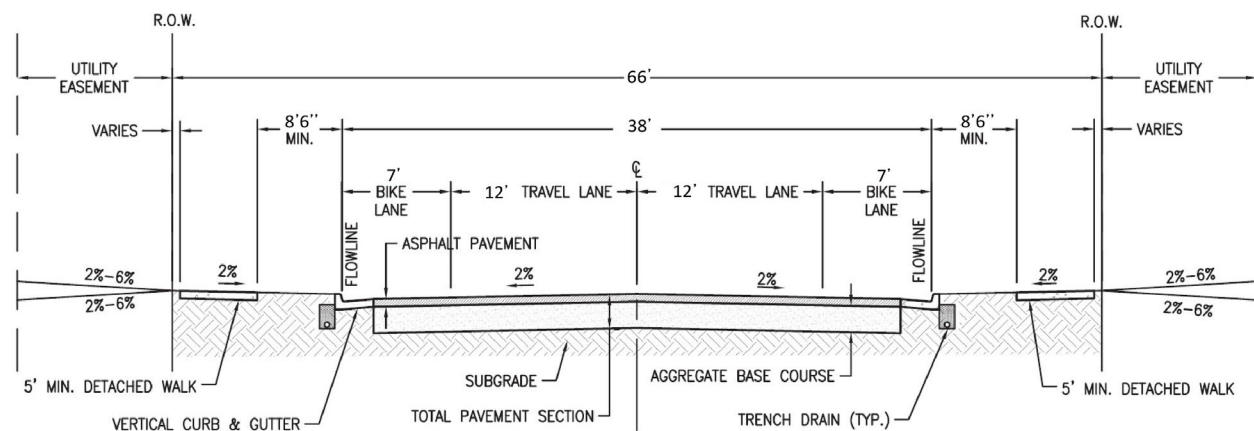 R.O.W.
R.O.W.
UTILITY
EASEMENT
66'
UTILITY
EASEMENT
VARIES
8'6''
MIN.
38'
8'6''
MIN.
VARIES
7'
BIKE
LANE
12' TRAVEL LANE
℄
12' TRAVEL LANE
7'
BIKE
LANE
FLOWLINE
ASPHALT PAVEMENT
FLOWLINE
2%-6%
2%
2%
2%
2%
2%-6%
2%-6%
2%-6%
5' MIN. DETACHED WALK
SUBGRADE
AGGREGATE BASE COURSE
5' MIN. DETACHED WALK
VERTICAL CURB & GUTTER
TOTAL PAVEMENT SECTION
TRENCH DRAIN (TYP.)